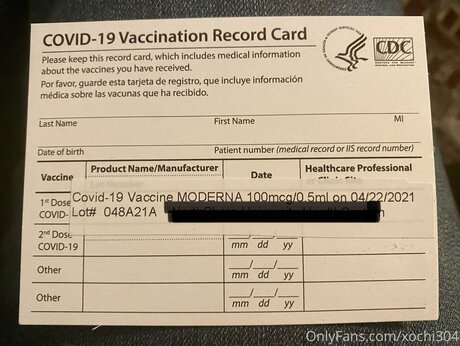 COVID-19 Vaccination Record Card
CDC
Please keep this record card, which includes medical information
about the vaccines you have received.
Por favor, guarde esta tarjeta de registro, que incluye información
médica sobre las vacunas que ha recibido.
Last Name First Name MI
Date of birth Patient number (medical record or IIS record number)
Vaccine Product Name/Manufacturer Date Healthcare Professional
Covid-19 Vaccine MODERNA 100mcg/0.5ml on 04/22/2021
1st Dose
COVID-
Lot# 048A21A
2nd Dose
COVID-19
mm dd yy
Other
mm dd yy
Other
mm dd yy
OnlyFans.com/xochi304